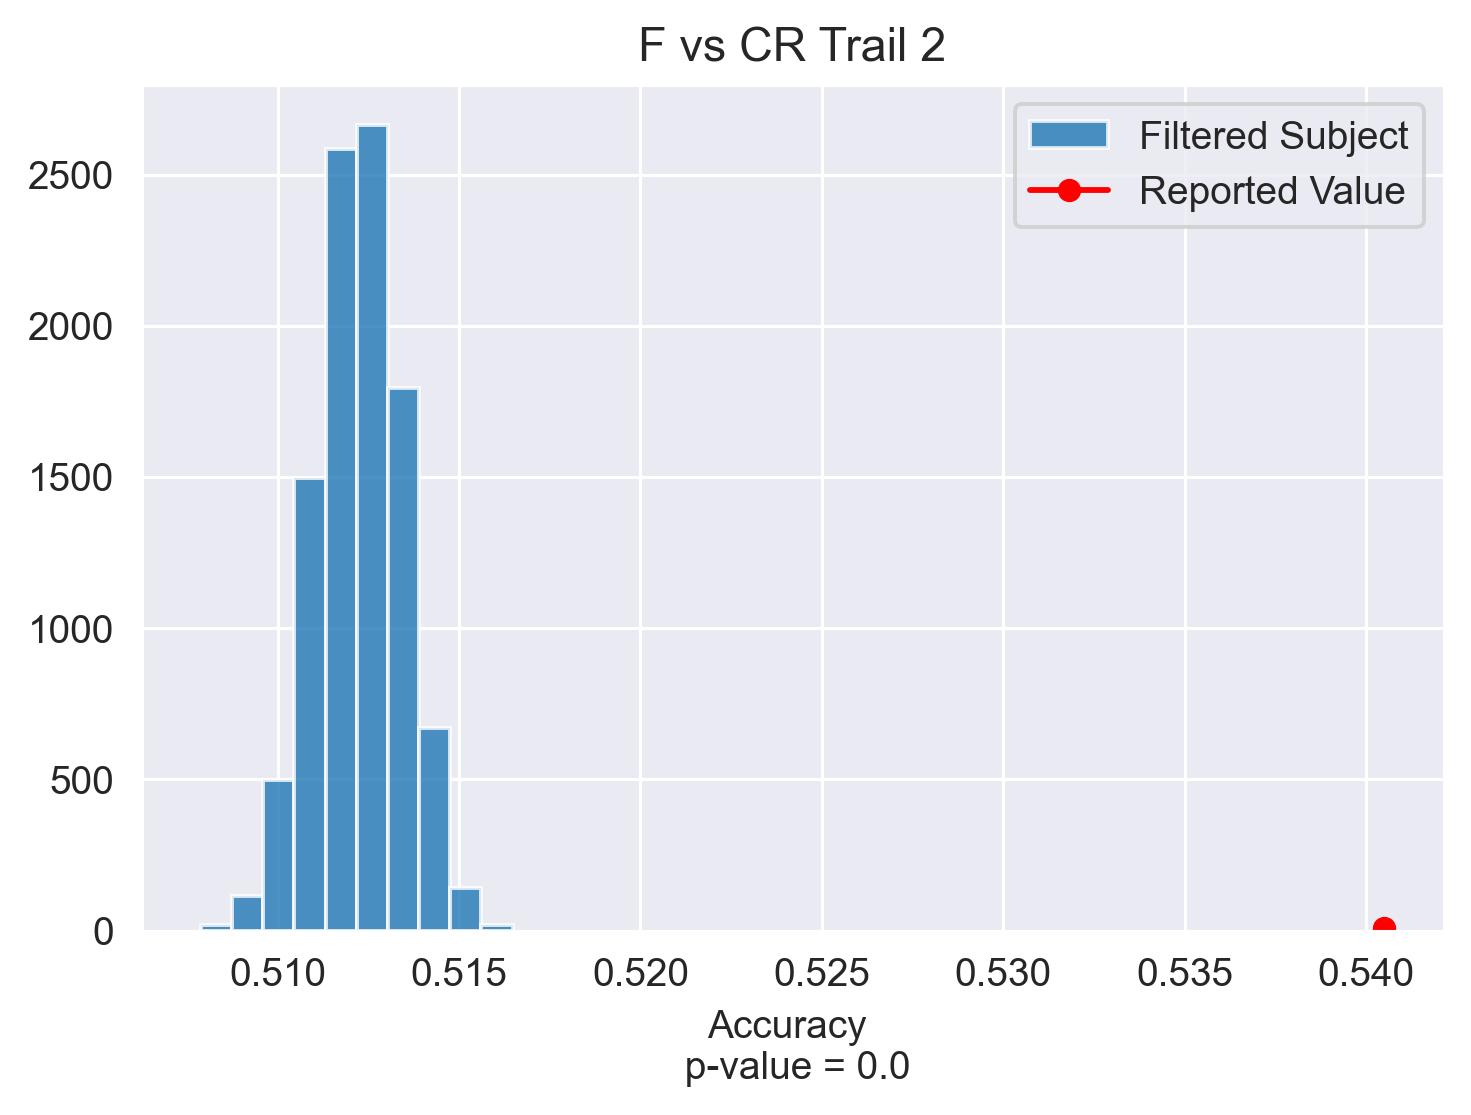 F vs CR Trail 2
Filtered Subject
Reported Value
2500
2000
1500
1000
500
0
0.510 0.515 0.520 0.525 0.530 0.535 0.540
Accuracy
p-value = 0.0